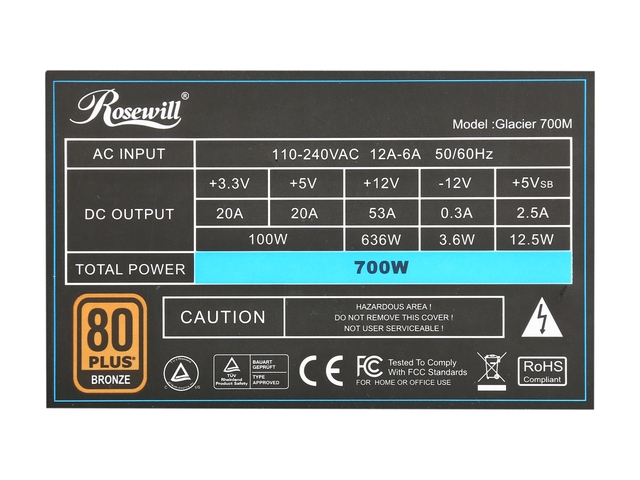 Rosewill®
Model :Glacier 700M
AC INPUT 110-240VAC 12A-6A 50/60Hz
+3.3V +5V +12V -12V +5VSB
DC OUTPUT 20A 20A 53A 0.3A 2.5A
100W 636W 3.6W 12.5W
TOTAL POWER 700W
80
PLUS®
BRONZE
CAUTION
HAZARDOUS AREA !
DO NOT REMOVE THIS COVER !
NOT USER SERVICEABLE !
C US
TÜV
Rheinland
Product Safety
BAUART
GEPRÜFT
TYPE
APPROVED
CE
FC
Tested To Comply
With FCC Standards
FOR HOME OR OFFICE USE
RoHS
Compliant